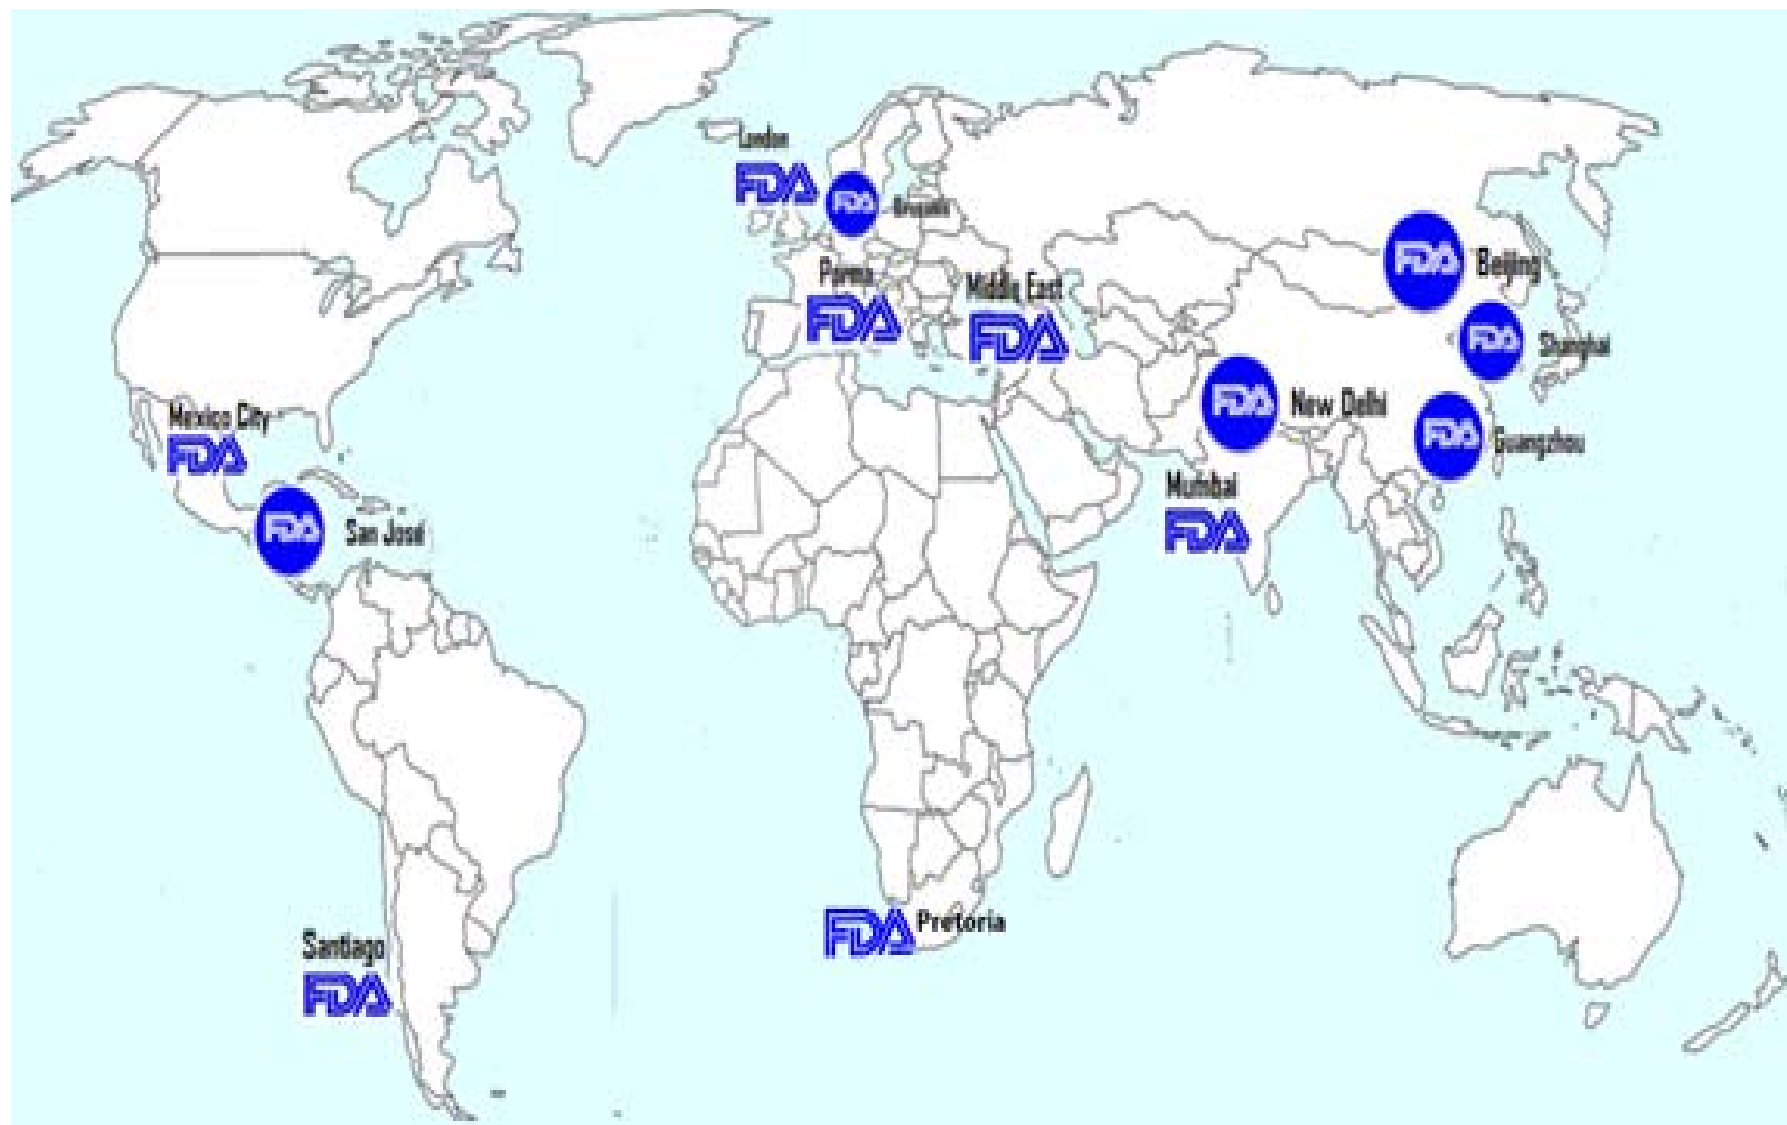 London
FDA
FDA
Brussels
Parma
FDA
Middle East
FDA
FDA
Beijing
FDA
Shanghai
FDA
New Delhi
FDA
Guangzhou
Mumbai
FDA
Mexico City
FDA
FDA
San José
FDA
Pretoria
Santiago
FDA